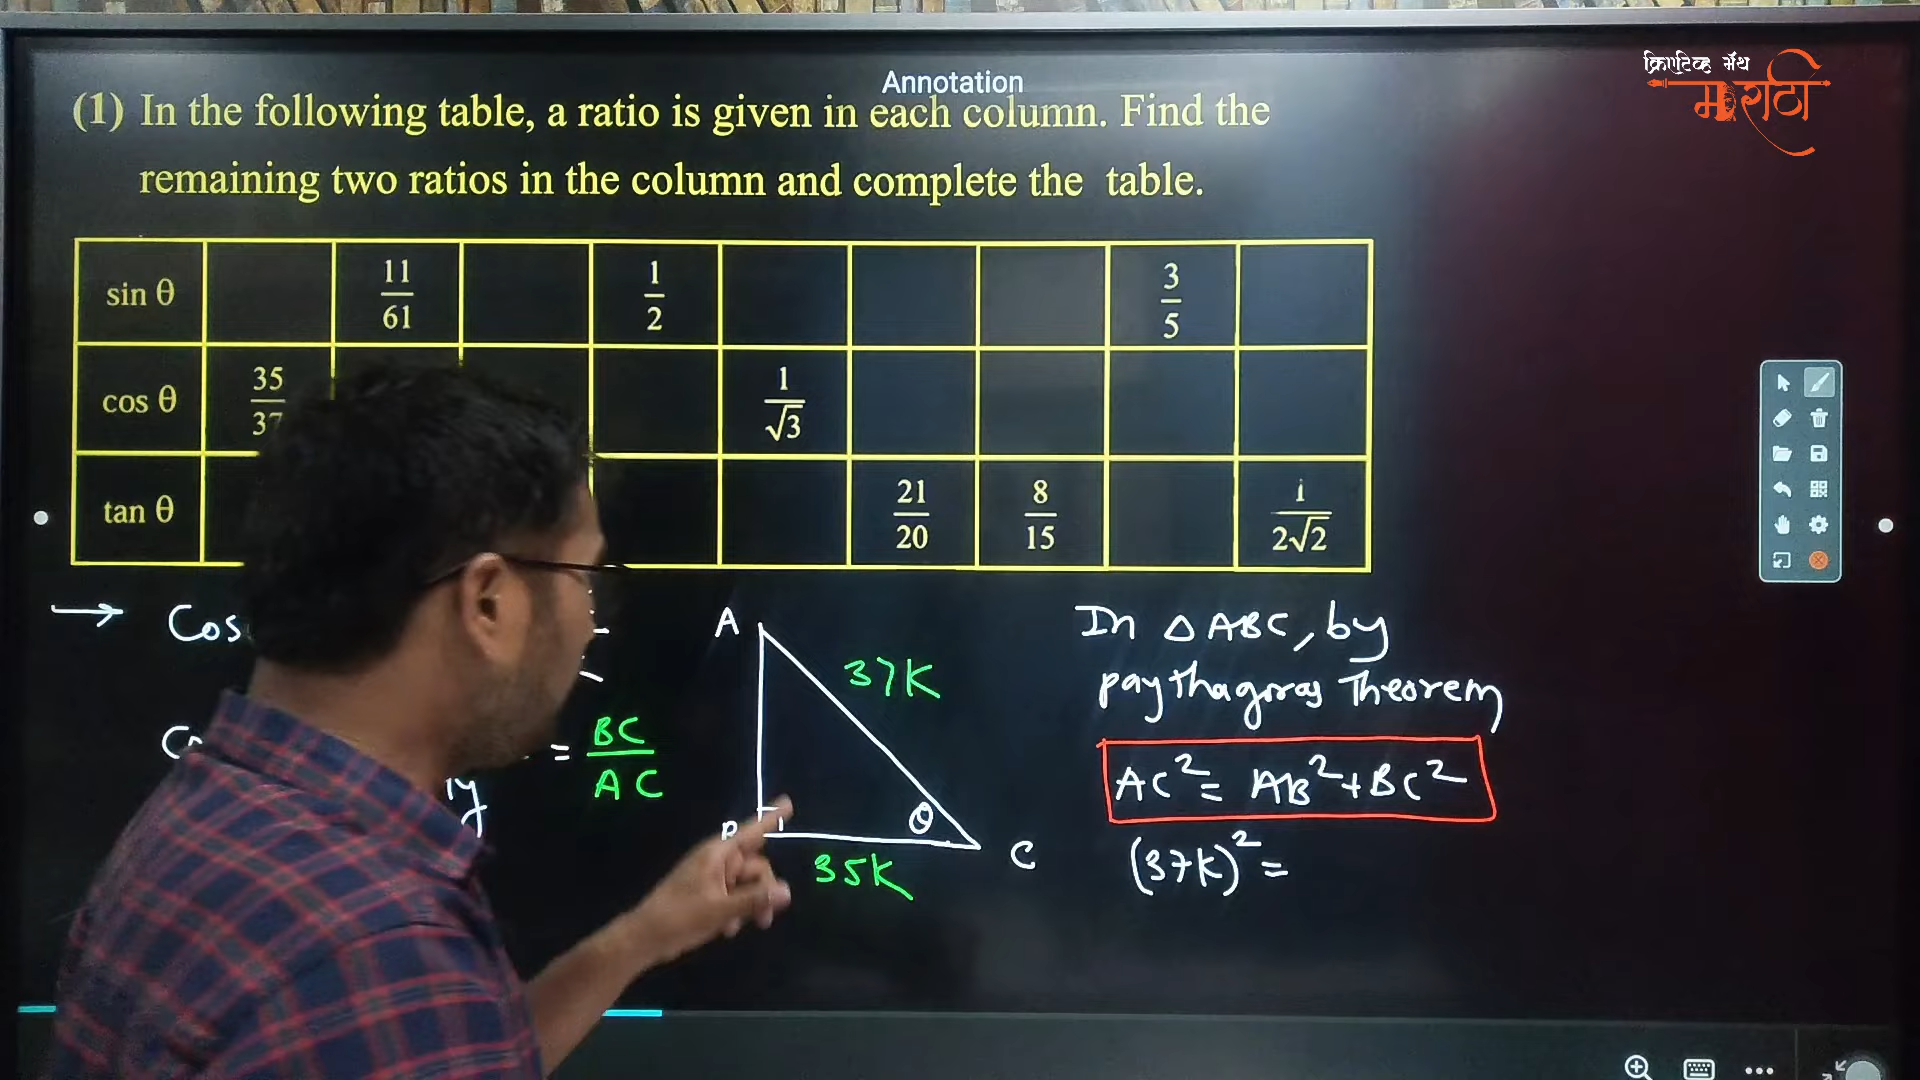 Annotation
क्रिएटिव्ह मॅथ
मराठी
(1) In the following table, a ratio is given in each column. Find the
remaining two ratios in the column and complete the table.
sin θ 11/61 1/2 3/5
cos θ 35/37 1/√3
tan θ 21/20 8/15 1/2√2
→ Cos
A
37K
BC/AC
=
θ
C
35K
In △ABC, by
paythagoras Theorem
AC² = AB² + BC²
(37K)² =